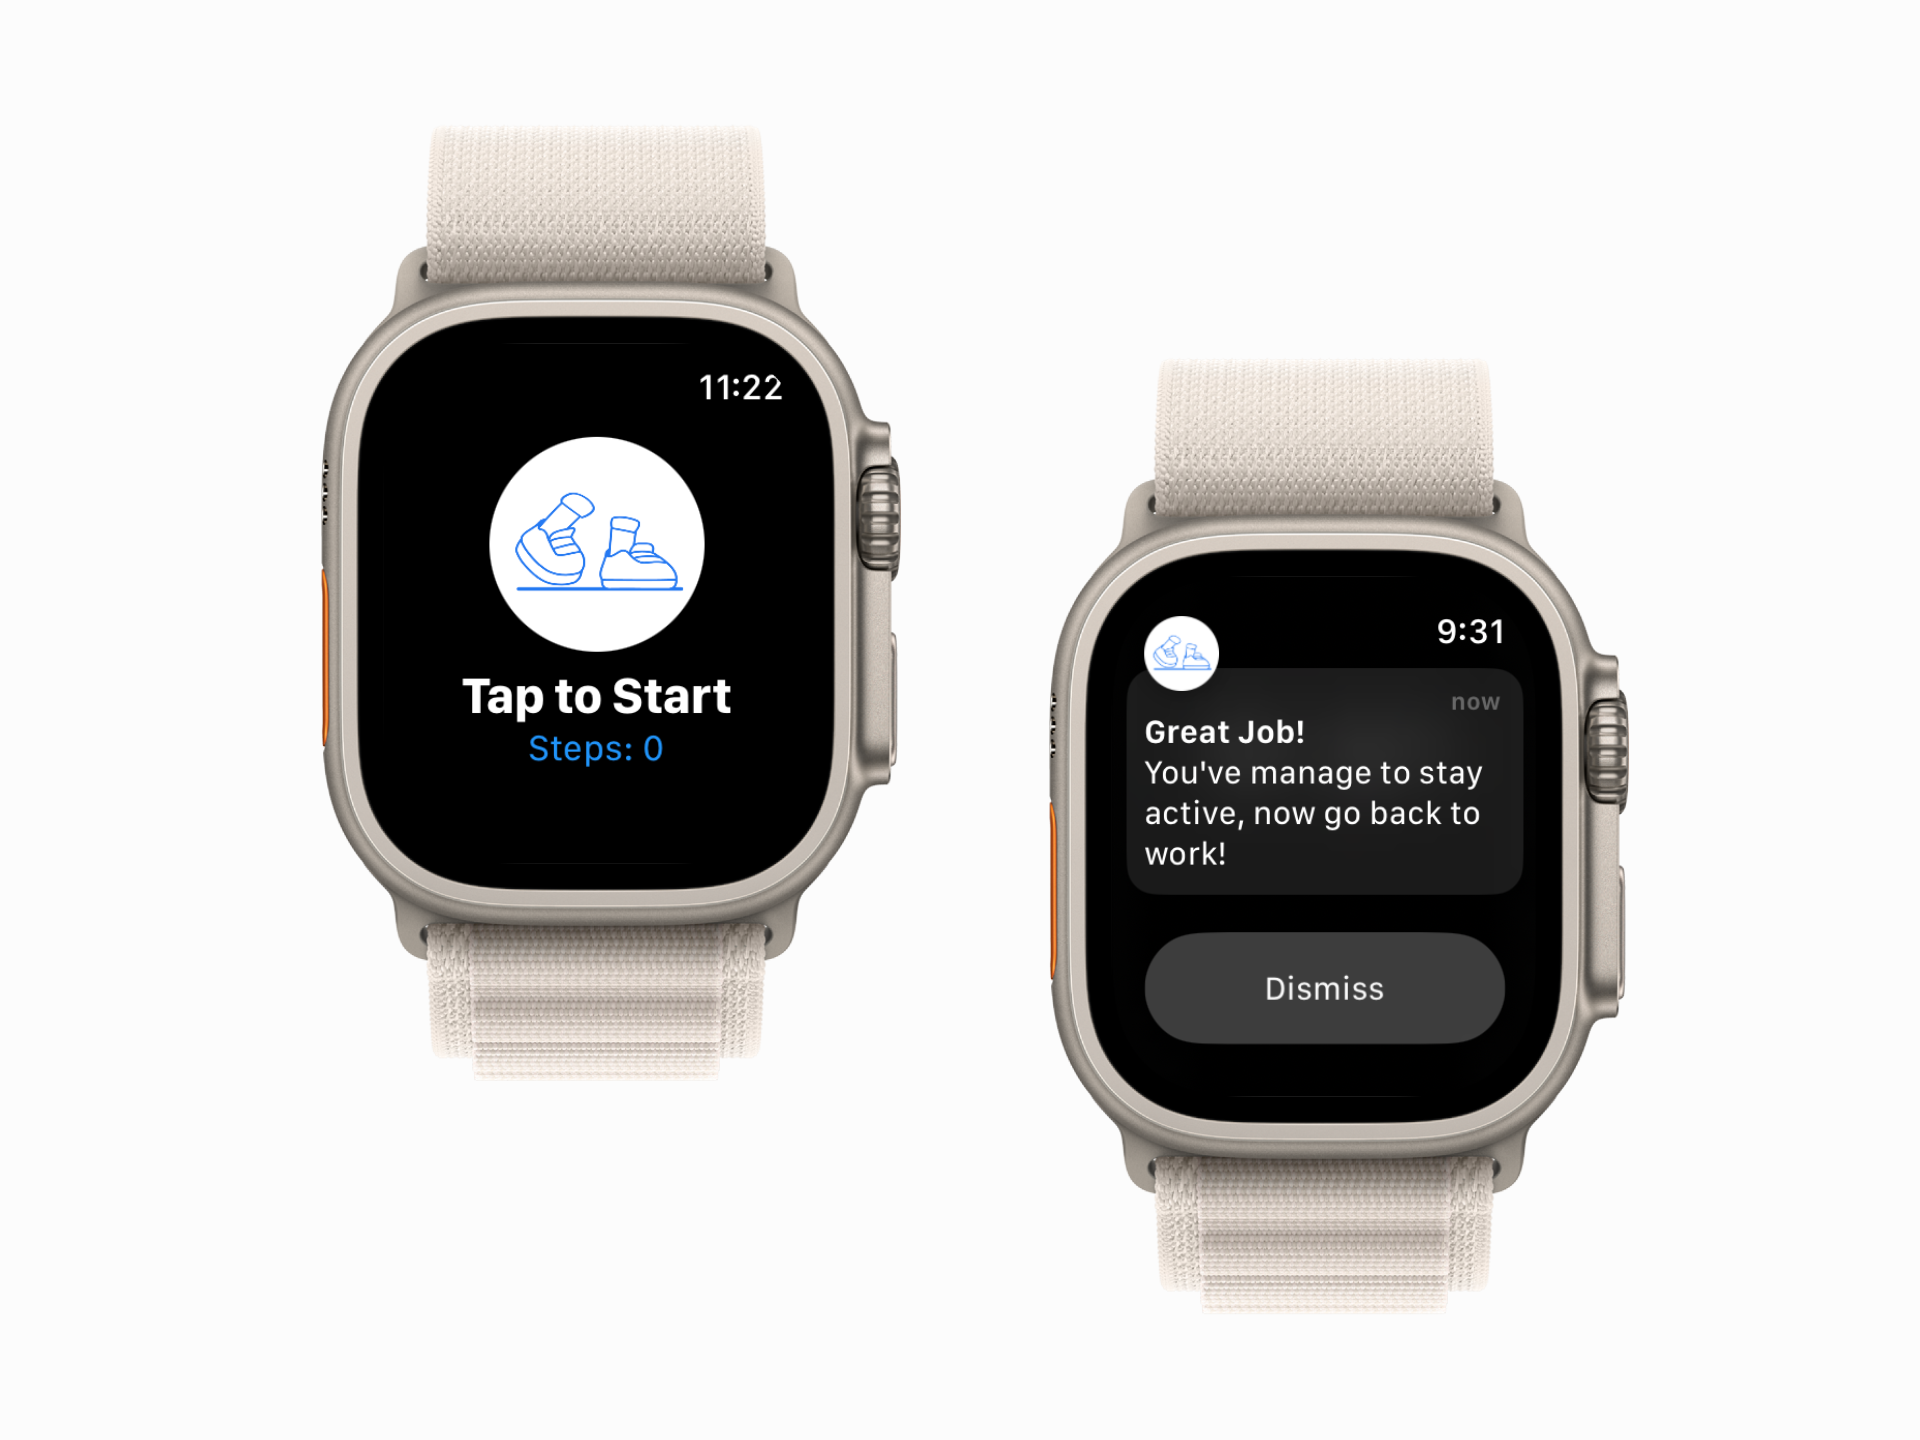 11:22
Tap to Start
Steps: 0
9:31
now
Great Job!
You've manage to stay
active, now go back to
work!
Dismiss